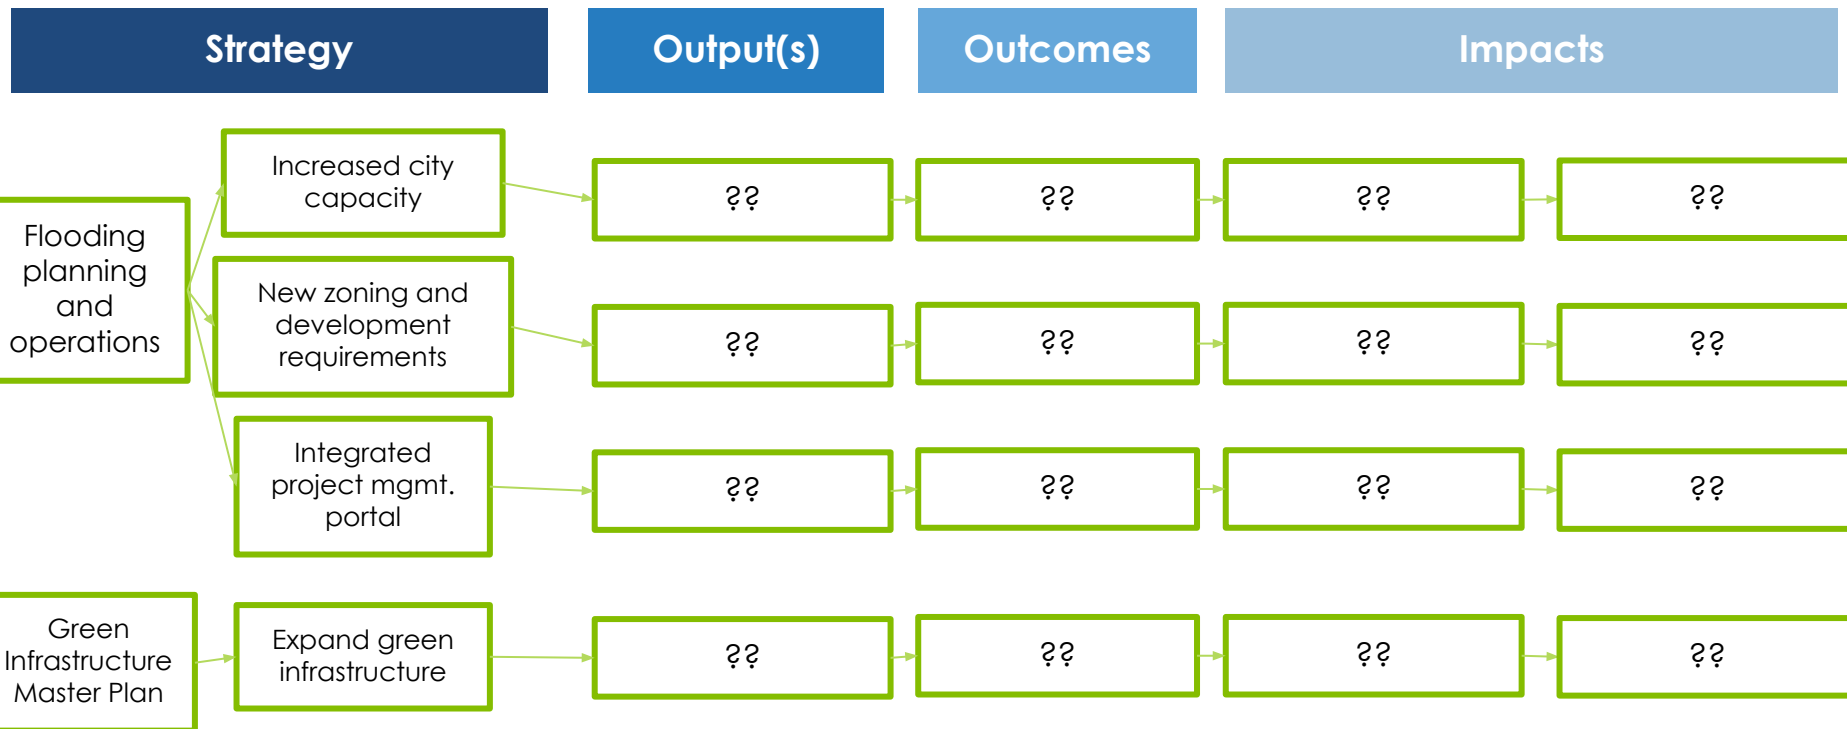 Strategy
Output(s)
Outcomes
Impacts
Flooding
planning
and
operations
Increased city
capacity
??
??
??
??
New zoning and
development
requirements
??
??
??
??
Integrated
project mgmt.
portal
??
??
??
??
Green
Infrastructure
Master Plan
Expand green
infrastructure
??
??
??
??